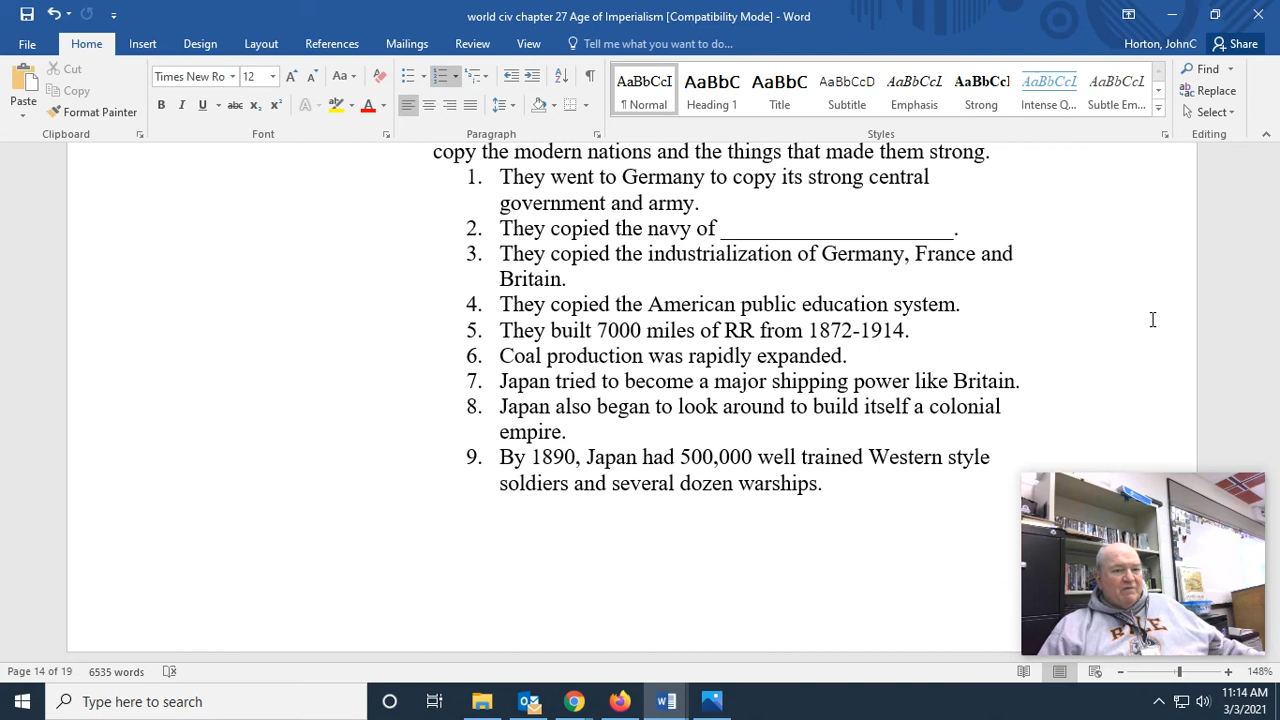 world civ chapter 27 Age of Imperialism [Compatibility Mode] - Word
File Home Insert Design Layout References Mailings Review View Tell me what you want to do... Horton, JohnC Share
Cut
Copy
Format Painter
Paste
Clipboard
Times New Ro 12 Aa
B I U abc X₂ X²
Font
Paragraph
AaBbCcI AaBbC AaBbC AaBbCcD AaBbCcI AaBbCcI AaBbCcI AaBbCcI
¶ Normal Heading 1 Title Subtitle Emphasis Strong Intense Q... Subtle Em...
Styles
Find
Replace
Select
Editing
copy the modern nations and the things that made them strong.
1. They went to Germany to copy its strong central
government and army.
2. They copied the navy of _____________________.
3. They copied the industrialization of Germany, France and
Britain.
4. They copied the American public education system.
5. They built 7000 miles of RR from 1872-1914.
6. Coal production was rapidly expanded.
7. Japan tried to become a major shipping power like Britain.
8. Japan also began to look around to build itself a colonial
empire.
9. By 1890, Japan had 500,000 well trained Western style
soldiers and several dozen warships.
Page 14 of 19 6535 words 148%
Type here to search
11:14 AM
3/3/2021